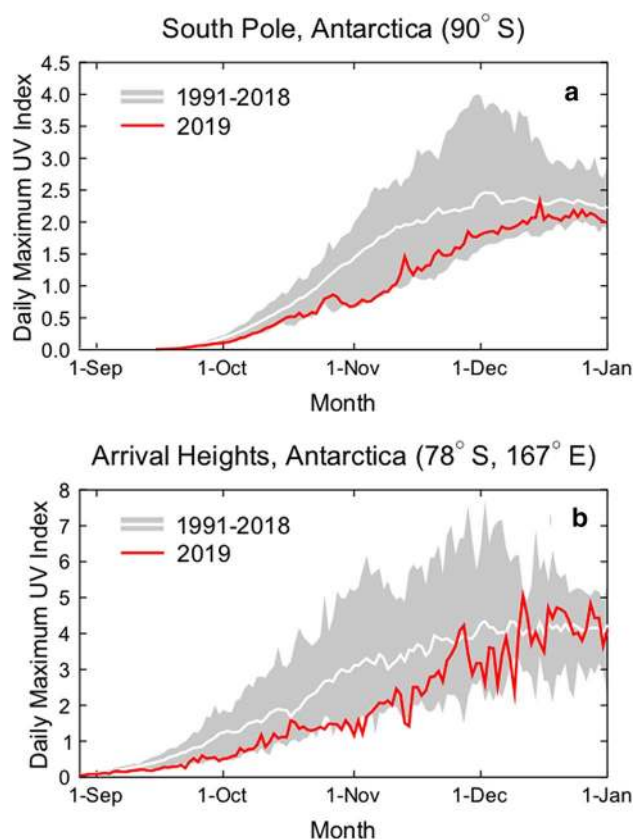 South Pole, Antarctica (90° S)
4.5
4.0
3.5
3.0
2.5
2.0
1.5
1.0
0.5
0.0
Daily Maximum UV Index
1991-2018
2019
a
1-Sep
1-Oct
1-Nov
1-Dec
1-Jan
Month
Arrival Heights, Antarctica (78° S, 167° E)
8
7
6
5
4
3
2
1
0
Daily Maximum UV Index
1991-2018
2019
b
1-Sep
1-Oct
1-Nov
1-Dec
1-Jan
Month